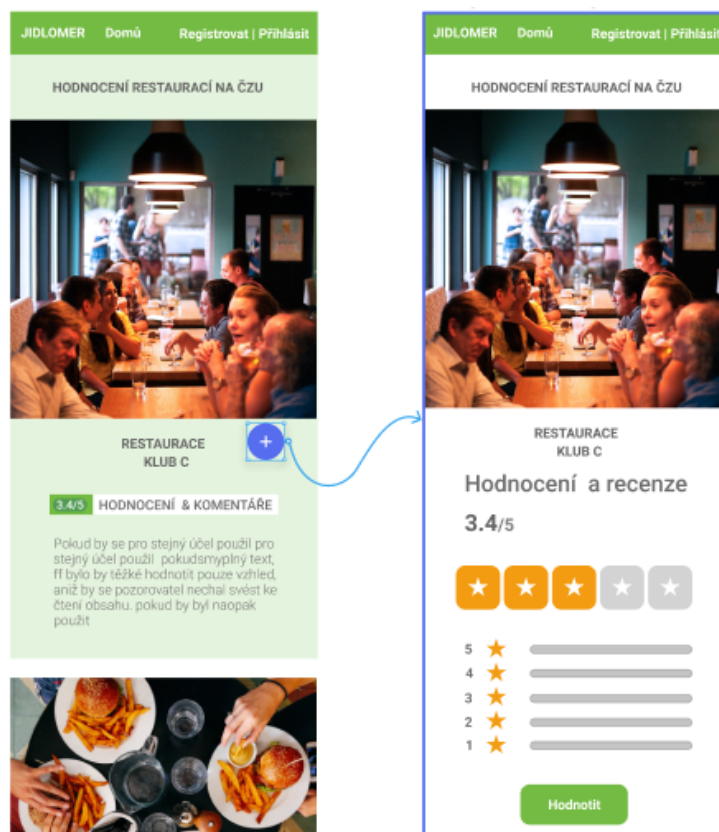 JIDLOMER Domů Registrovat | Přihlásit
HODNOCENÍ RESTAURACÍ NA ČZU
RESTAURACE
KLUB C
3.4/5 HODNOCENÍ & KOMENTÁŘE
Pokud by se pro stejný účel použil pro
stejný účel použil pokudsmyplný text,
ff bylo by těžké hodnotit pouze vzhled,
aniž by se pozorovatel nechal svést ke
čtení obsahu. pokud by byl naopak
použit
JIDLOMER Domů Registrovat | Přihlásit
HODNOCENÍ RESTAURACÍ NA ČZU
RESTAURACE
KLUB C
Hodnocení a recenze
3.4/5
5
4
3
2
1
Hodnotit